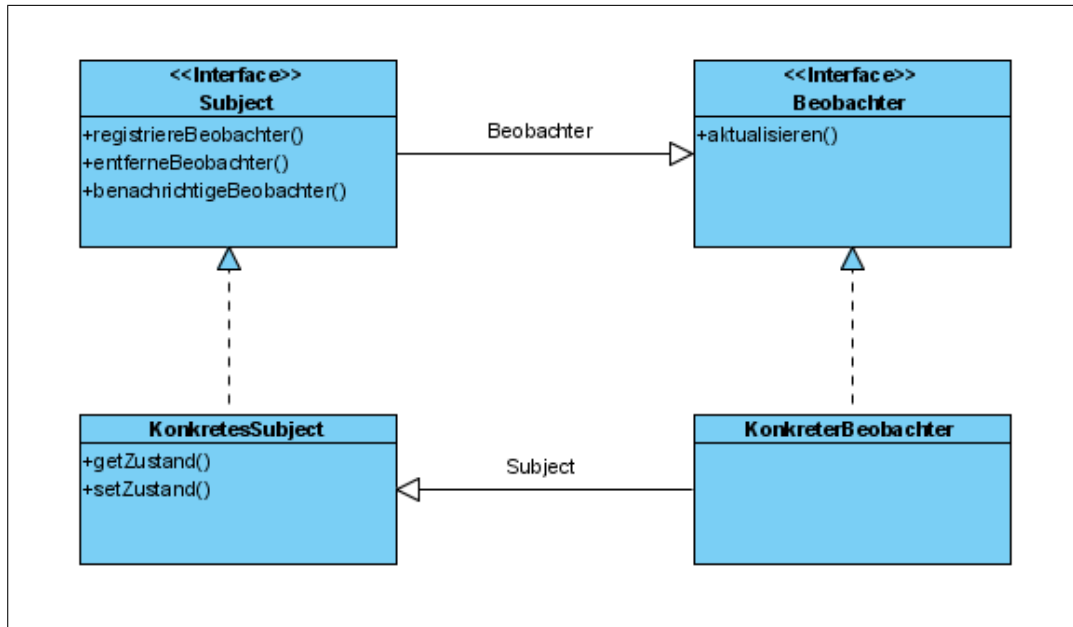 <<Interface>>
Subject
+registriereBeobachter()
+entferneBeobachter()
+benachrichtigeBeobachter()
Beobachter
<<Interface>>
Beobachter
+aktualisieren()
KonkretesSubject
+getZustand()
+setZustand()
Subject
KonkreterBeobachter